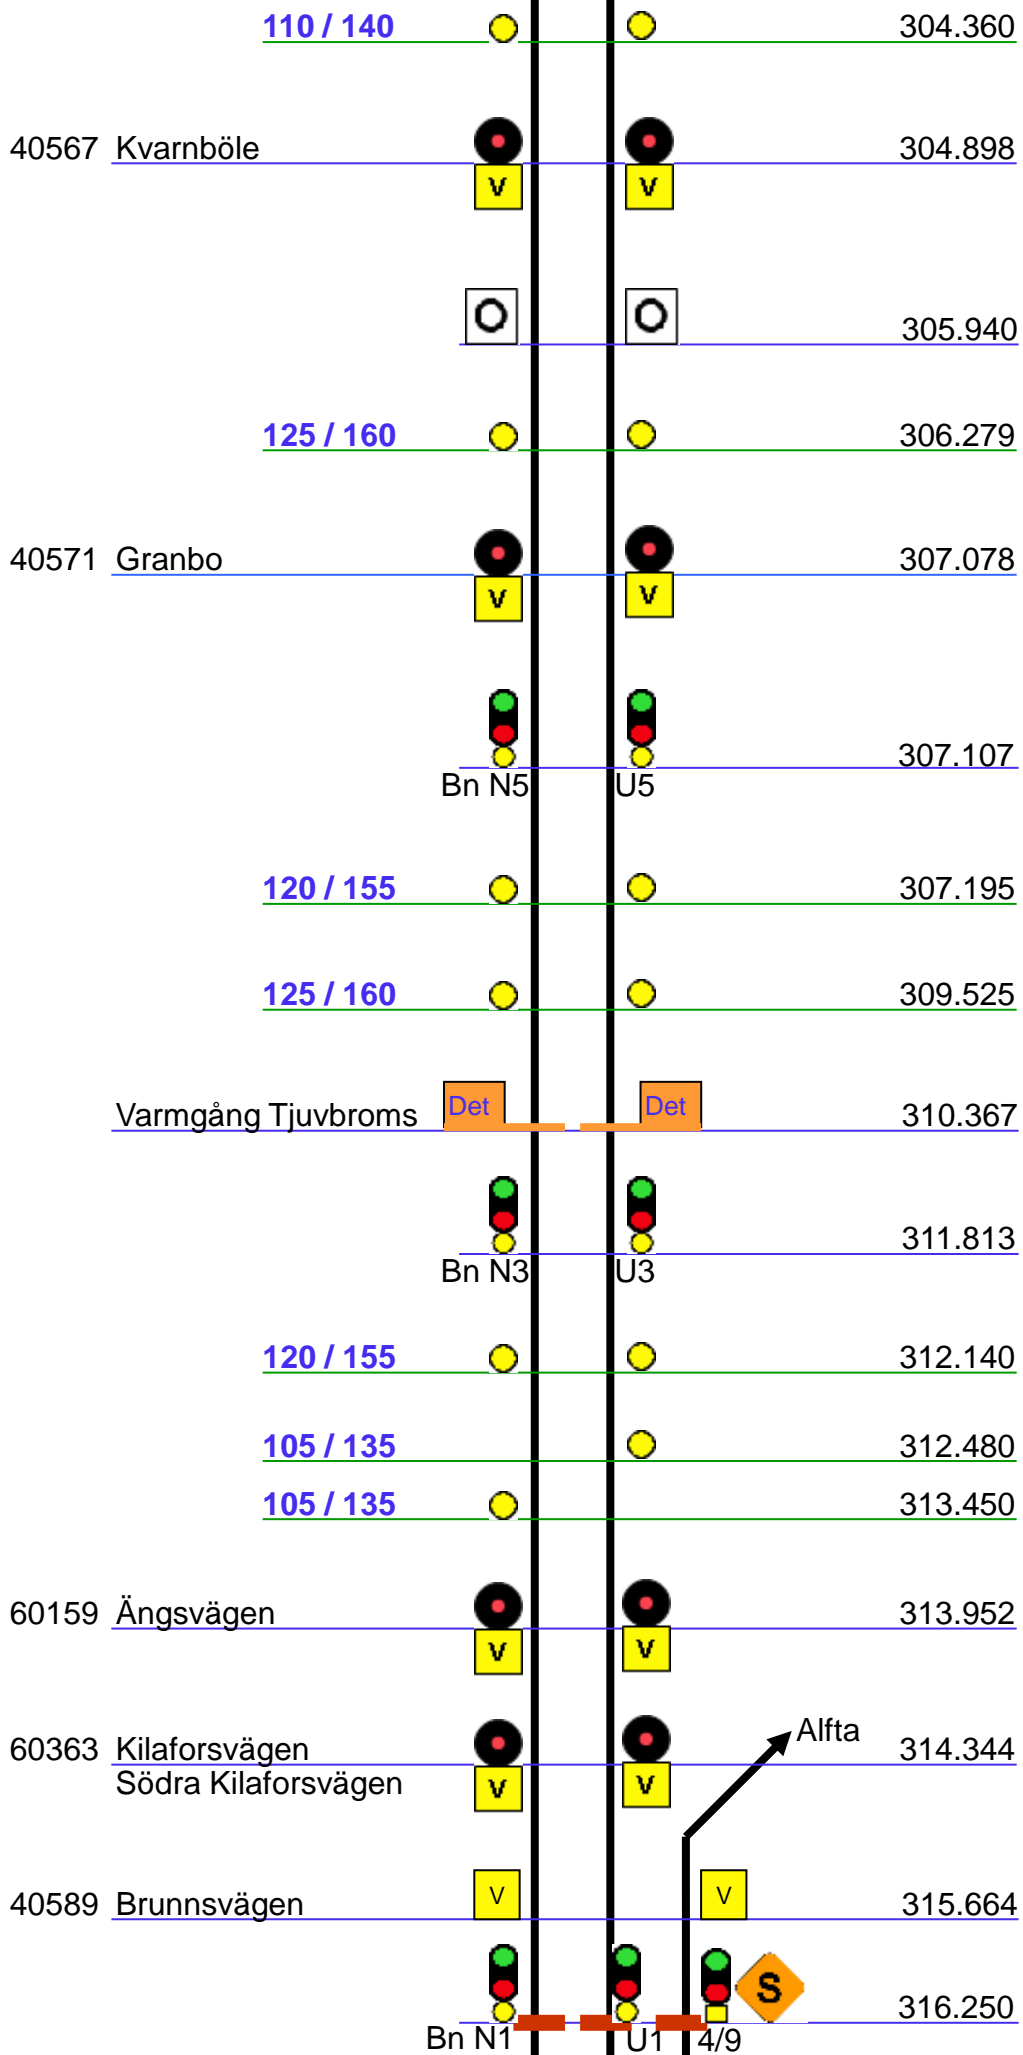 110 / 140 304.360
40567 Kvarnböle 304.898
V V
O O 305.940
125 / 160 306.279
40571 Granbo 307.078
V V
307.107
Bn N5 U5
120 / 155 307.195
125 / 160 309.525
Varmgång Tjuvbroms Det Det 310.367
311.813
Bn N3 U3
120 / 155 312.140
105 / 135 312.480
105 / 135 313.450
60159 Ängsvägen 313.952
V V
Alfta
60363 Kilaforsvägen 314.344
Södra Kilaforsvägen V V
40589 Brunnsvägen V V 315.664
S 316.250
Bn N1 U1 4/9